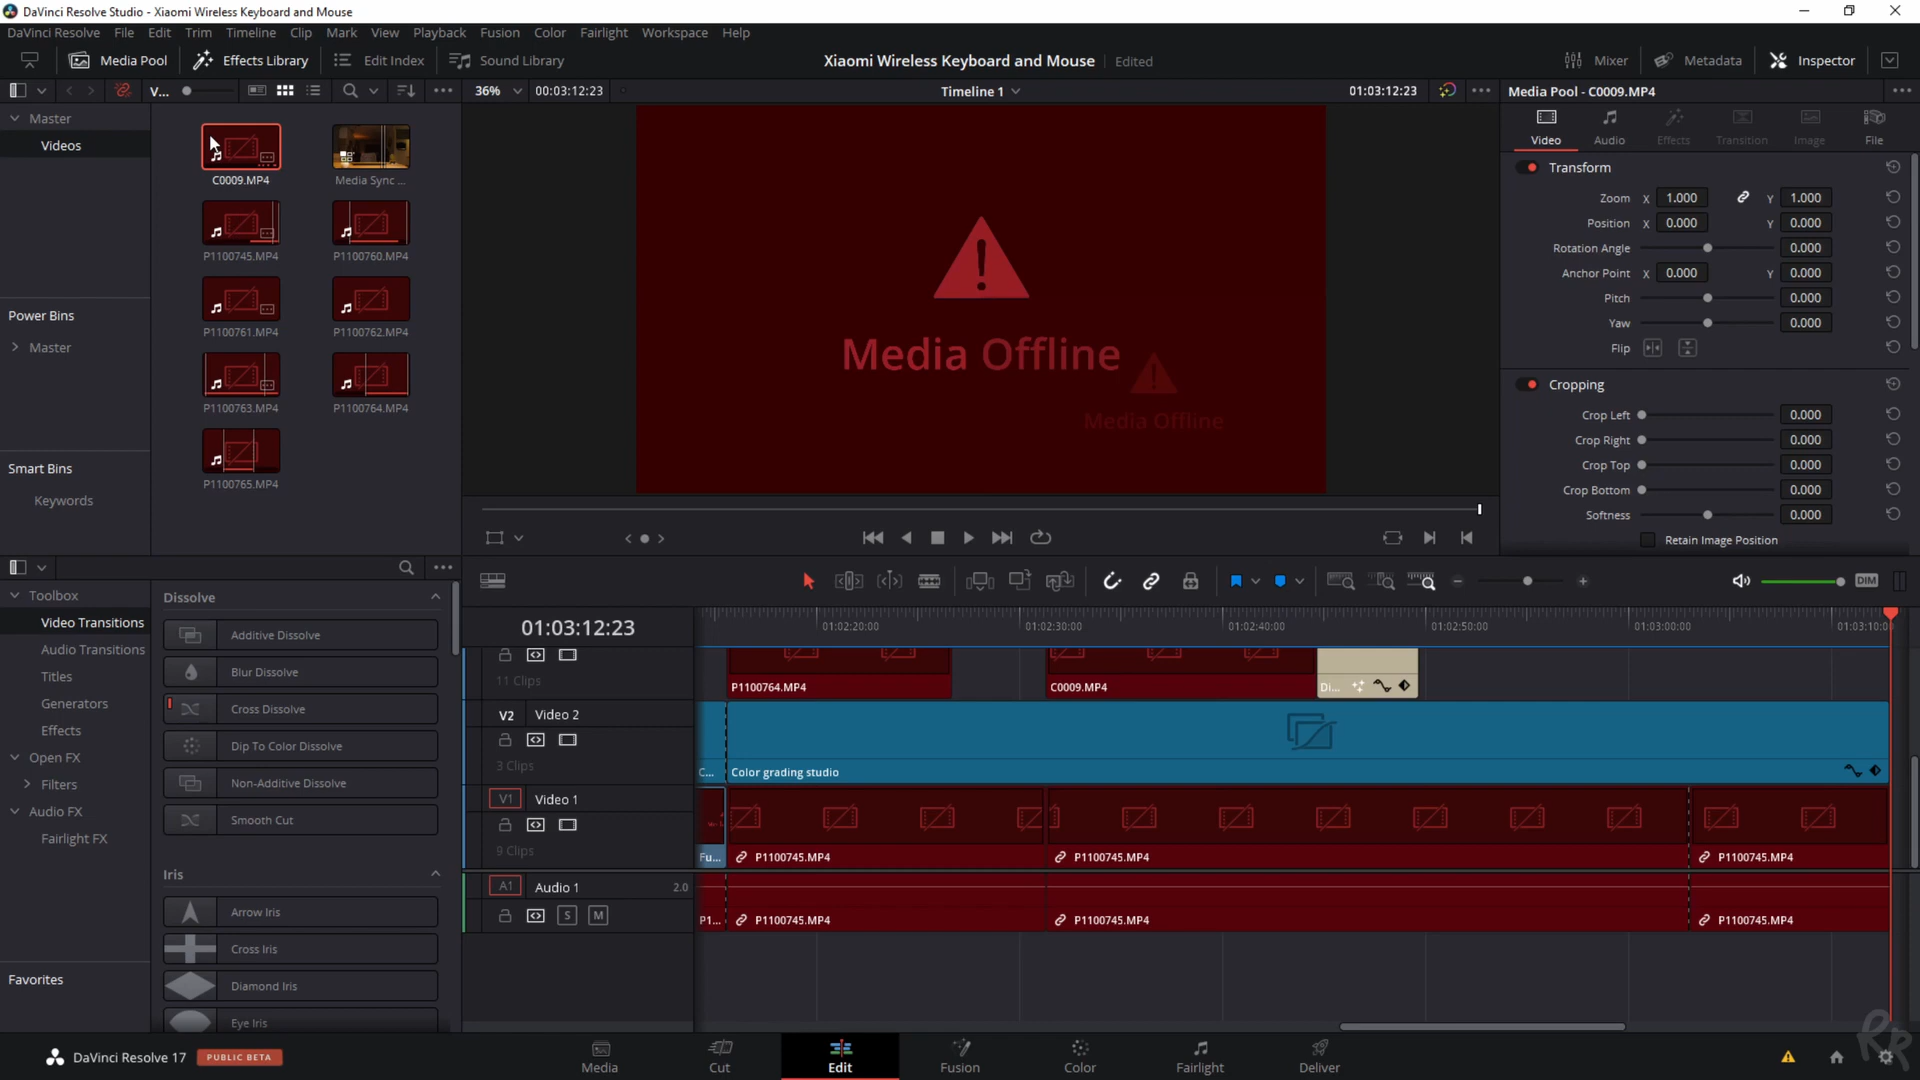 DaVinci Resolve Studio - Xiaomi Wireless Keyboard and Mouse
DaVinci Resolve File Edit Trim Timeline Clip Mark View Playback Fusion Color Fairlight Workspace Help
Media Pool Effects Library Edit Index Sound Library Xiaomi Wireless Keyboard and Mouse Edited Mixer Metadata Inspector
V... 36% 00:03:12:23 Timeline 1 01:03:12:23 Media Pool - C0009.MP4
Master
Videos
Power Bins
Master
Smart Bins
Keywords
C0009.MP4 Media Sync ...
P1100745.MP4 P1100760.MP4
P1100761.MP4 P1100762.MP4
P1100763.MP4 P1100764.MP4
P1100765.MP4
Media Offline
Media Offline
Video Audio Effects Transition Image File
Transform
Zoom X 1.000 Y 1.000
Position X 0.000 Y 0.000
Rotation Angle 0.000
Anchor Point X 0.000 Y 0.000
Pitch 0.000
Yaw 0.000
Flip
Cropping
Crop Left 0.000
Crop Right 0.000
Crop Top 0.000
Crop Bottom 0.000
Softness 0.000
Retain Image Position
Toolbox
Video Transitions
Audio Transitions
Titles
Generators
Effects
Open FX
Filters
Audio FX
Fairlight FX
Favorites
Dissolve
Additive Dissolve
Blur Dissolve
Cross Dissolve
Dip To Color Dissolve
Non-Additive Dissolve
Smooth Cut
Iris
Arrow Iris
Cross Iris
Diamond Iris
Eye Iris
DIM
01:03:12:23
01:02:20:00 01:02:30:00 01:02:40:00 01:02:50:00 01:03:00:00 01:03:10:00
11 Clips P1100764.MP4 C0009.MP4 Di...
V2 Video 2
3 Clips C... Color grading studio
V1 Video 1
9 Clips Fu... P1100745.MP4 P1100745.MP4 P1100745.MP4
A1 Audio 1 2.0
S M P1... P1100745.MP4 P1100745.MP4 P1100745.MP4
DaVinci Resolve 17 PUBLIC BETA
Media Cut Edit Fusion Color Fairlight Deliver
RR